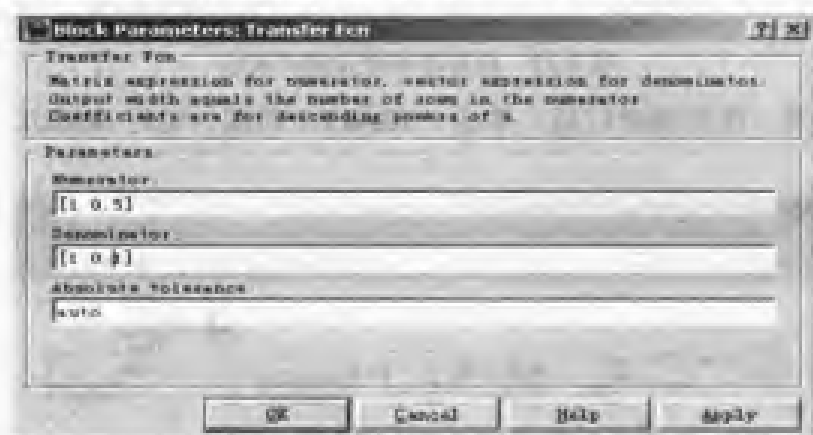 Block Parameters: Transfer Fcn
Transfer Fcn
Matrix expression for numerator, vector expression for denominator.
Output width equals the number of rows in the numerator
Coefficients are for descending powers of s.
Parameters
Numerator:
[1 0.5]
Denominator
[1 0.
Absolute tolerance
auto
OK
Cancel
Help
Apply